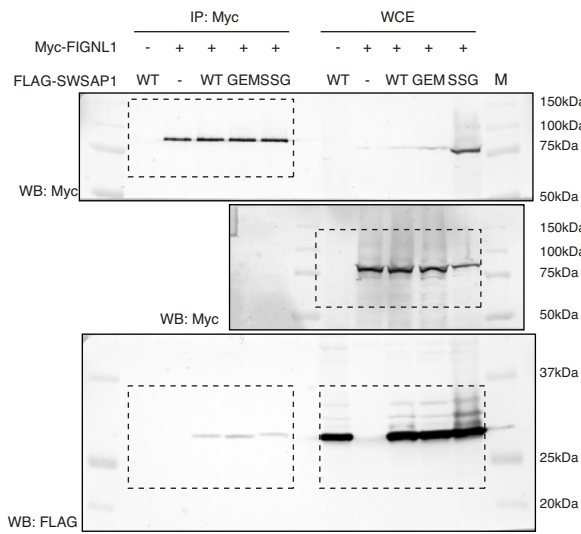 IP: Myc WCE
Myc-FIGNL1 - + + + + - + + + +
FLAG-SWSAP1 WT - WT GEM SSG WT - WT GEM SSG M
150kDa
100kDa
75kDa
50kDa
WB: Myc
150kDa
100kDa
75kDa
50kDa
WB: Myc
37kDa
25kDa
20kDa
WB: FLAG